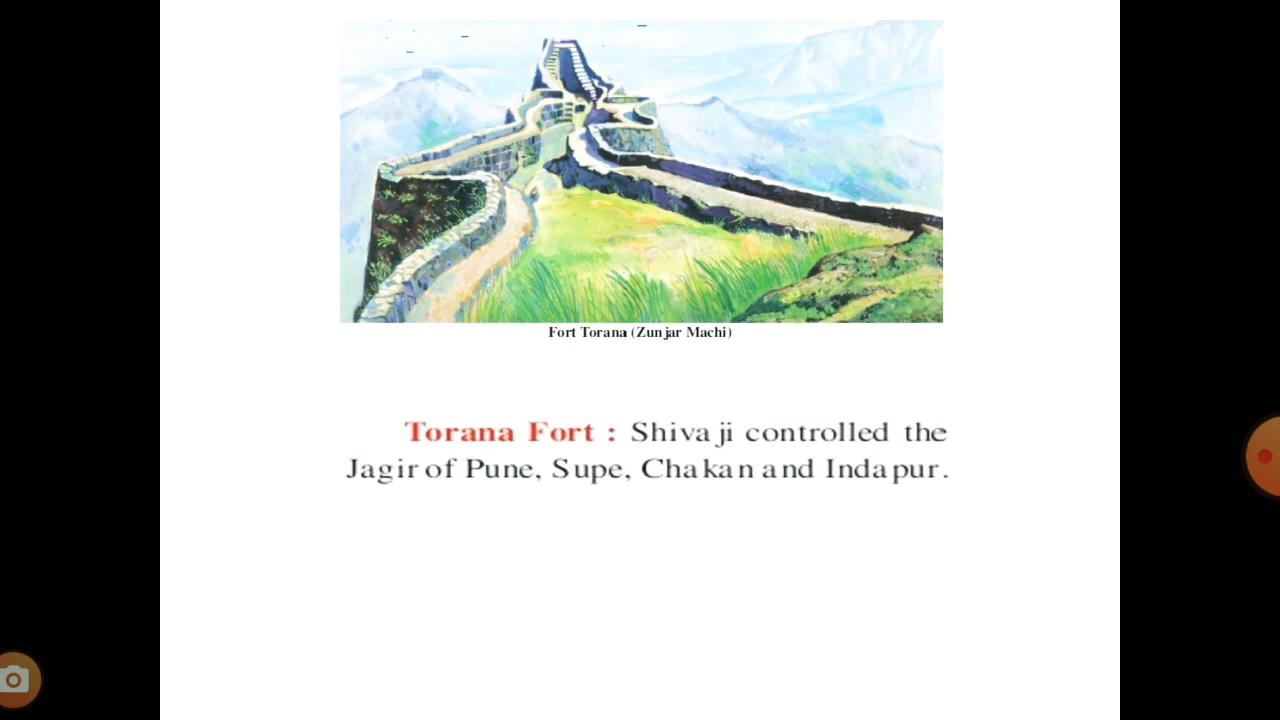 Fort Torana (Zunjar Machi)
Torana Fort : Shivaji controlled the
Jagir of Pune, Supe, Chakan and Indapur.